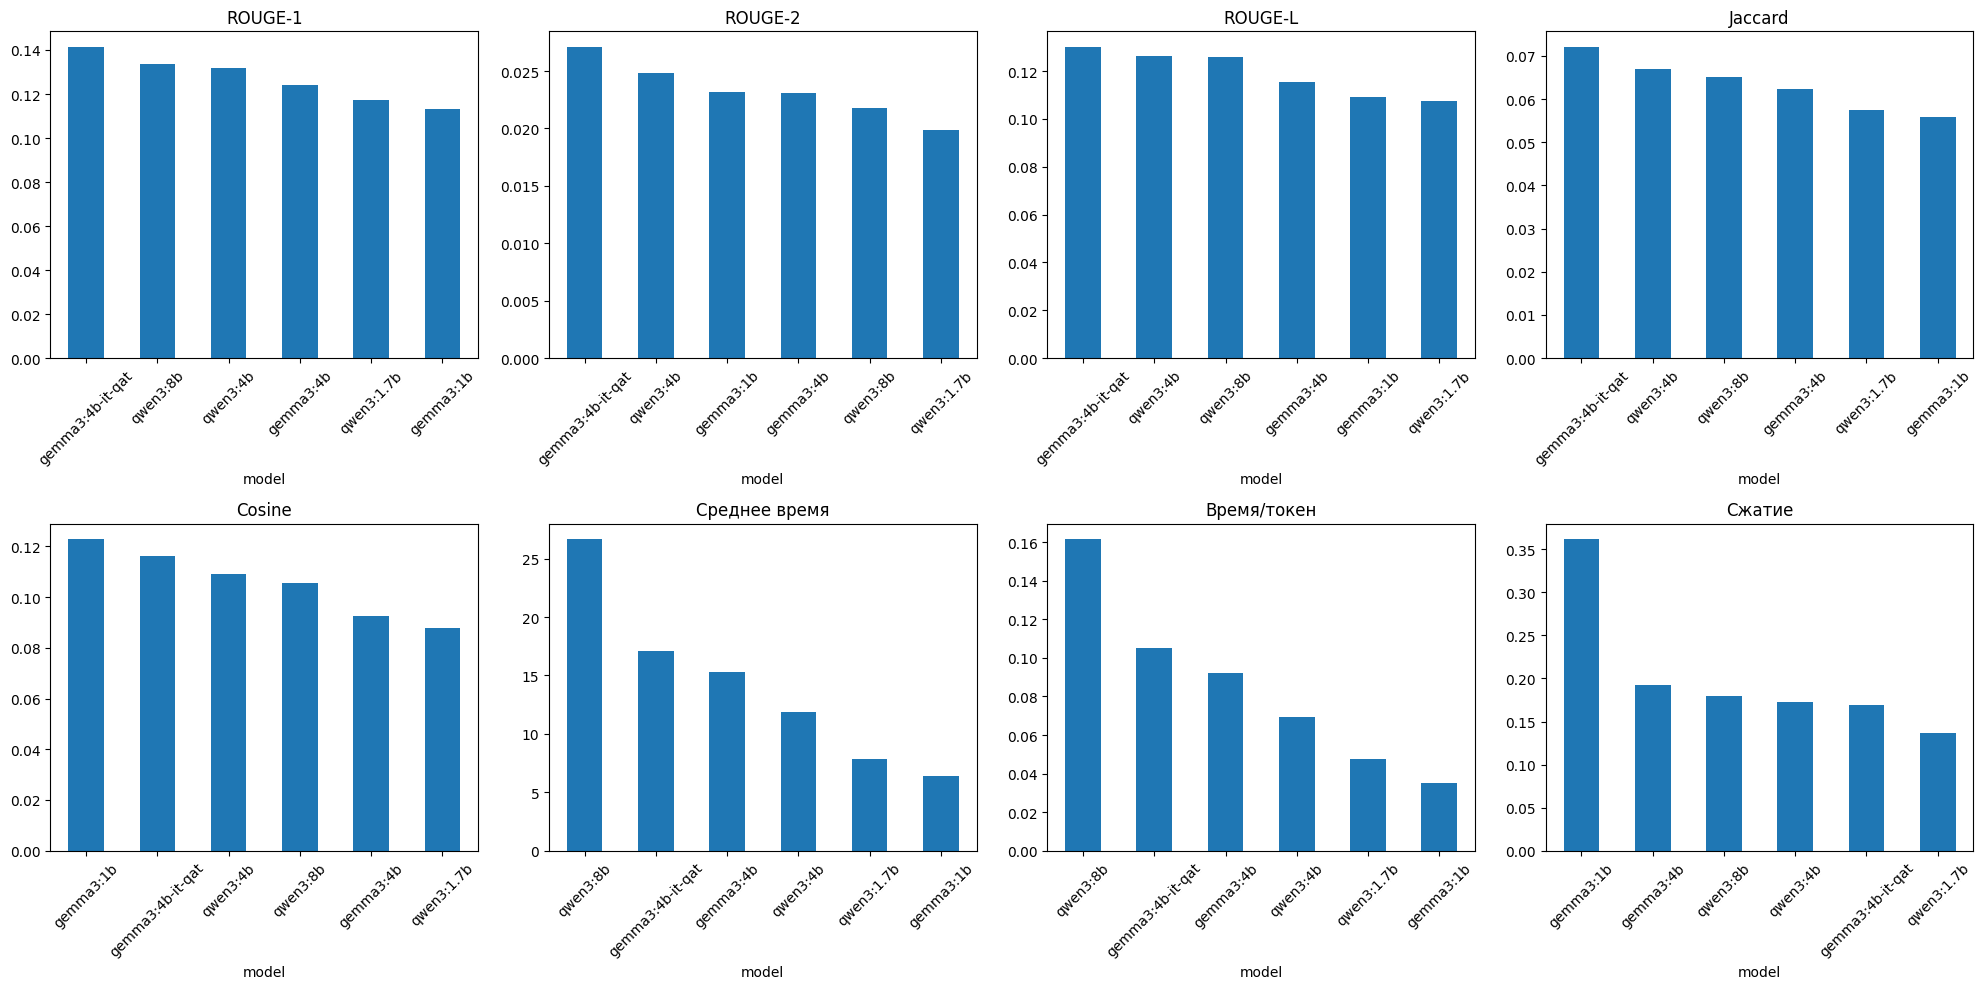 ROUGE-1
0.14
0.12
0.10
0.08
0.06
0.04
0.02
0.00
gemma3:4b-it-qat
qwen3:8b
qwen3:4b
gemma3:4b
qwen3:1.7b
gemma3:1b
model
ROUGE-2
0.025
0.020
0.015
0.010
0.005
0.000
gemma3:4b-it-qat
qwen3:4b
gemma3:1b
gemma3:4b
qwen3:8b
qwen3:1.7b
model
ROUGE-L
0.12
0.10
0.08
0.06
0.04
0.02
0.00
gemma3:4b-it-qat
qwen3:4b
qwen3:8b
gemma3:4b
gemma3:1b
qwen3:1.7b
model
Jaccard
0.07
0.06
0.05
0.04
0.03
0.02
0.01
0.00
gemma3:4b-it-qat
qwen3:4b
qwen3:8b
gemma3:4b
qwen3:1.7b
gemma3:1b
model
Cosine
0.12
0.10
0.08
0.06
0.04
0.02
0.00
gemma3:1b
gemma3:4b-it-qat
qwen3:4b
qwen3:8b
gemma3:4b
qwen3:1.7b
model
Среднее время
25
20
15
10
5
0
qwen3:8b
gemma3:4b-it-qat
gemma3:4b
qwen3:4b
qwen3:1.7b
gemma3:1b
model
Время/токен
0.16
0.14
0.12
0.10
0.08
0.06
0.04
0.02
0.00
qwen3:8b
gemma3:4b-it-qat
gemma3:4b
qwen3:4b
qwen3:1.7b
gemma3:1b
model
Сжатие
0.35
0.30
0.25
0.20
0.15
0.10
0.05
0.00
gemma3:1b
gemma3:4b
qwen3:8b
qwen3:4b
gemma3:4b-it-qat
qwen3:1.7b
model